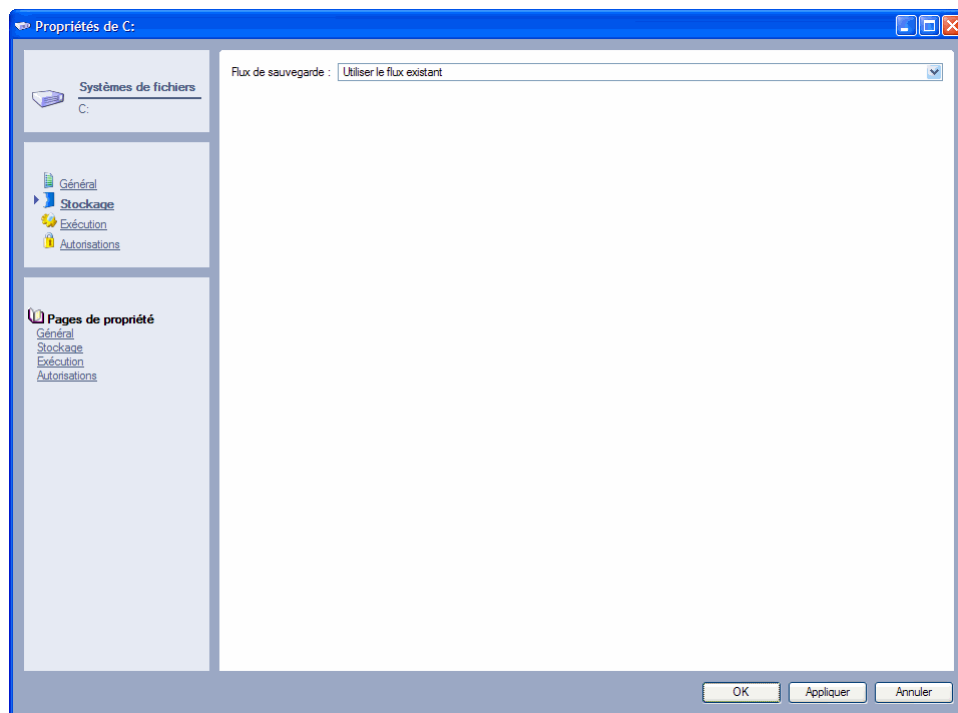 Propriétés de C:
Systèmes de fichiers
C:
Général
Stockage
Exécution
Autorisations
Pages de propriété
Général
Stockage
Exécution
Autorisations
Flux de sauvegarde : Utiliser le flux existant
OK Appliquer Annuler